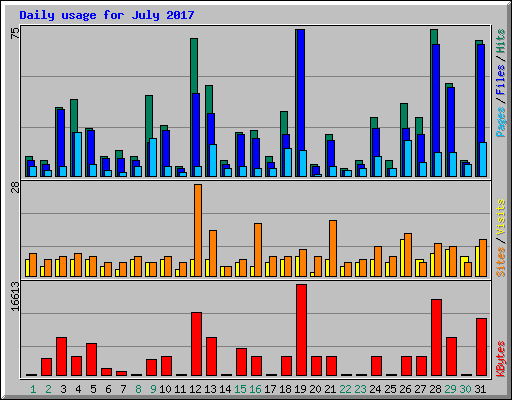 Daily usage for July 2017
75
Pages / Files / Hits
28
Sites / Visits
16613
KBytes
1 2 3 4 5 6 7 8 9 10 11 12 13 14 15 16 17 18 19 20 21 22 23 24 25 26 27 28 29 30 31